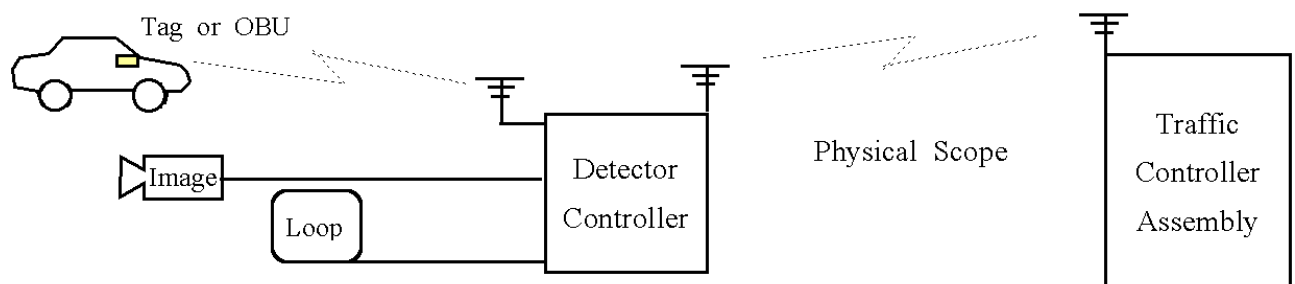 Tag or OBU
Image
Loop
Detector
Controller
Physical Scope
Traffic
Controller
Assembly